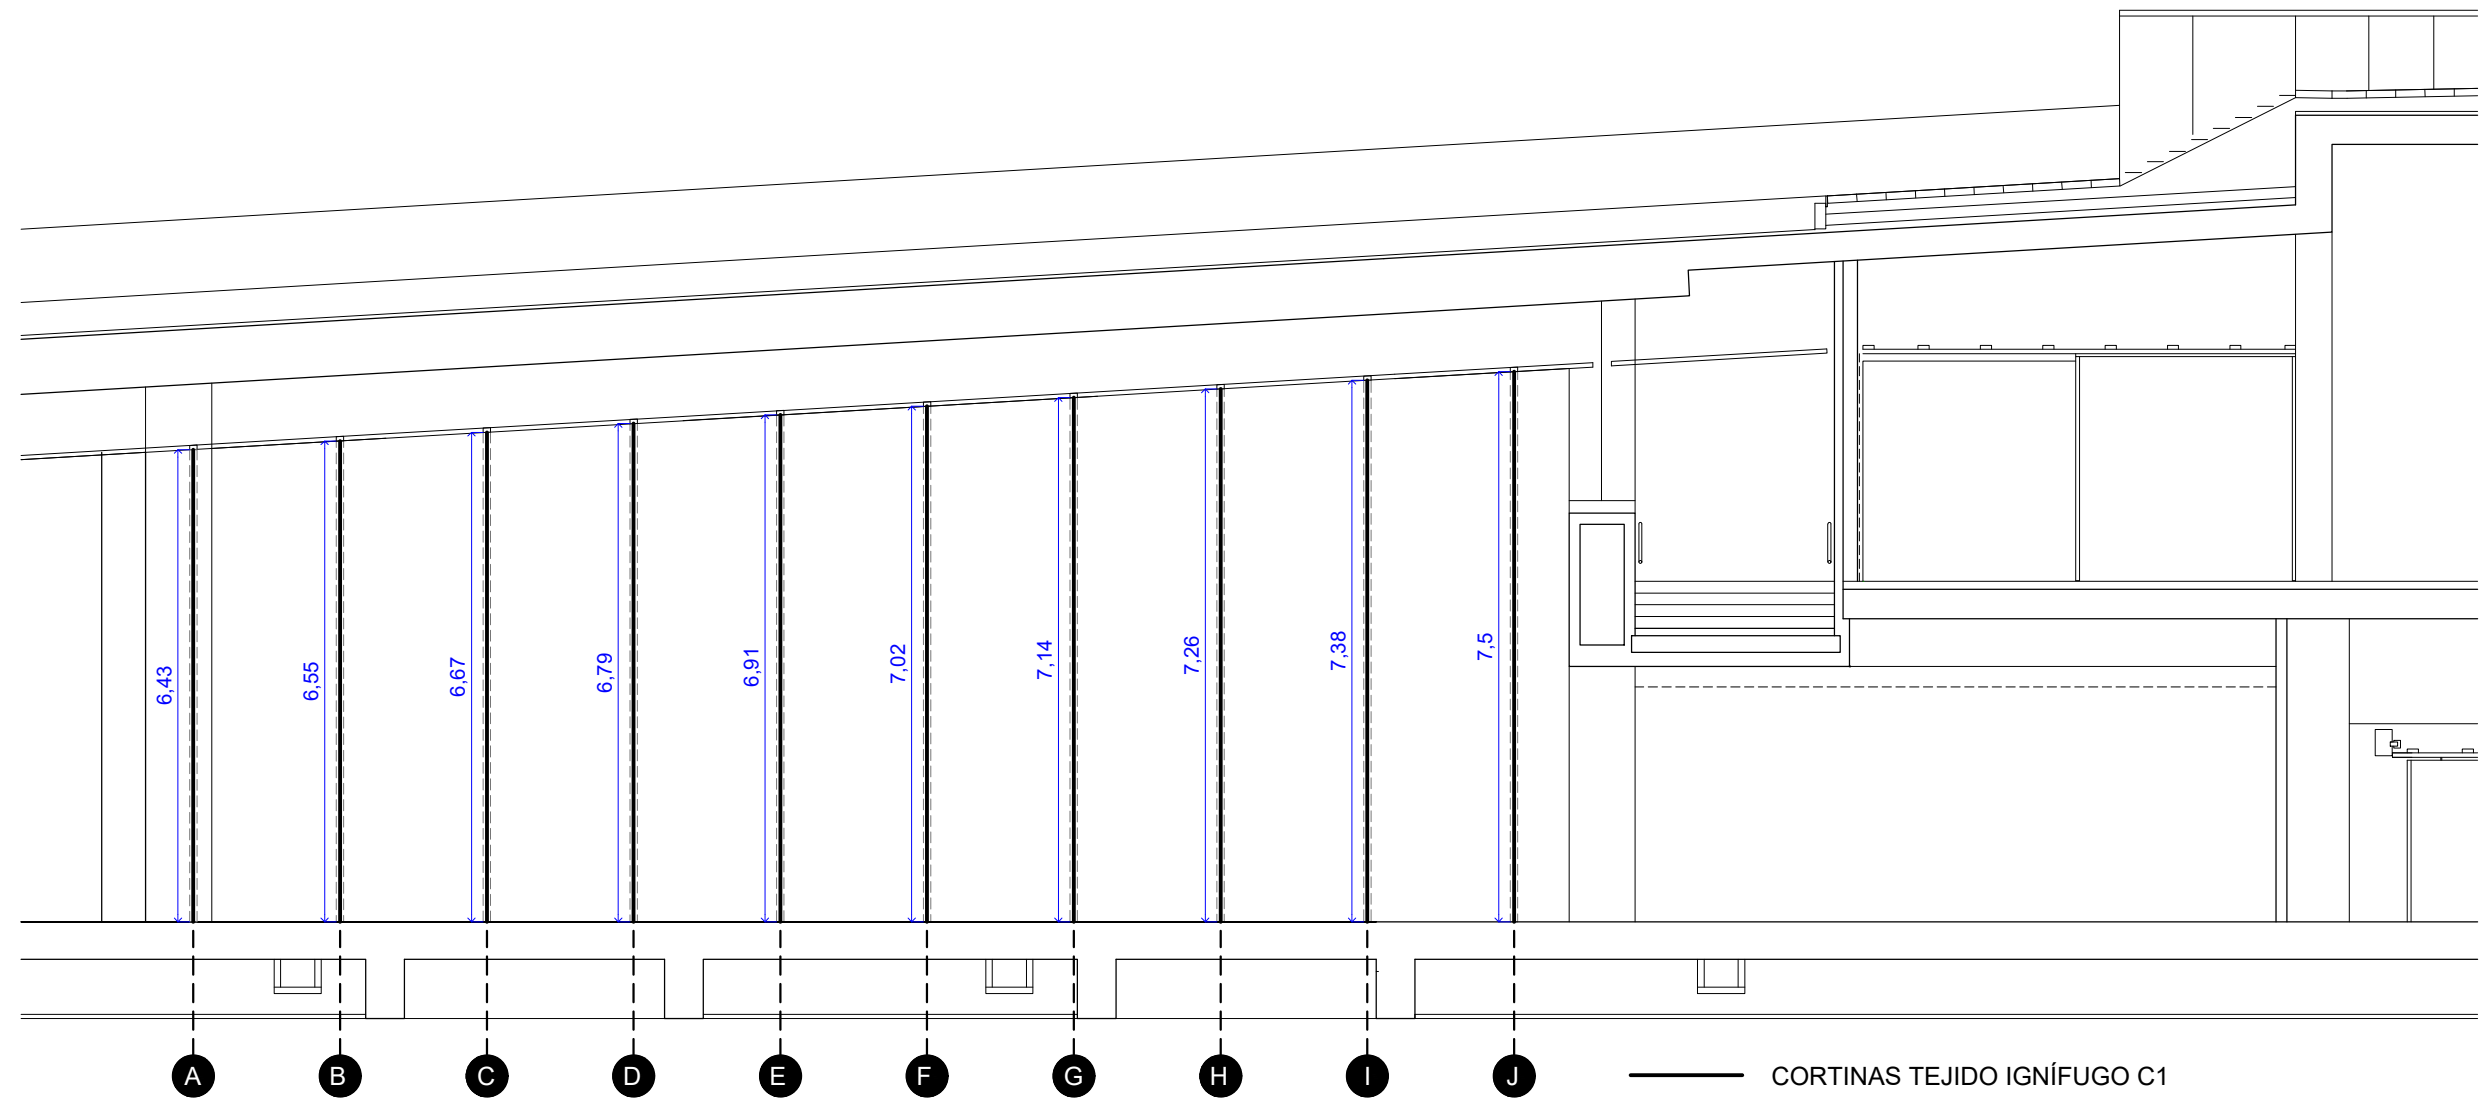 6,43
6,55
6,67
6,79
6,91
7,02
7,14
7,26
7,38
7,5
A
B
C
D
E
F
G
H
I
J
CORTINAS TEJIDO IGNÍFUGO C1